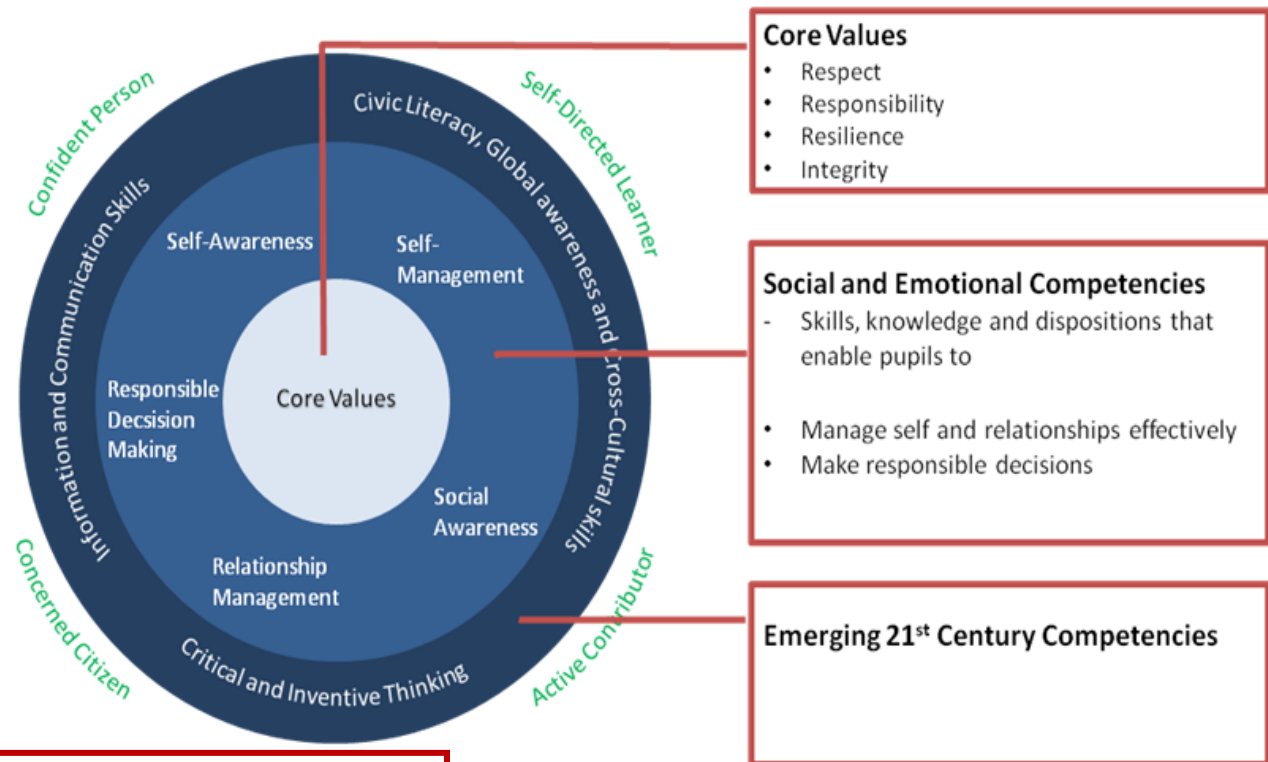 Confident Person
Self-Directed Learner
Concerned Citizen
Active Contributor
Information and Communication Skills
Civic Literacy, Global awareness and Cross-Cultural skills
Critical and Inventive Thinking
Self-Awareness
Self-
Management
Responsible
Decsision
Making
Social
Awareness
Relationship
Management
Core Values
Core Values
• Respect
• Responsibility
• Resilience
• Integrity
Social and Emotional Competencies
- Skills, knowledge and dispositions that
enable pupils to
• Manage self and relationships effectively
• Make responsible decisions
Emerging 21st Century Competencies